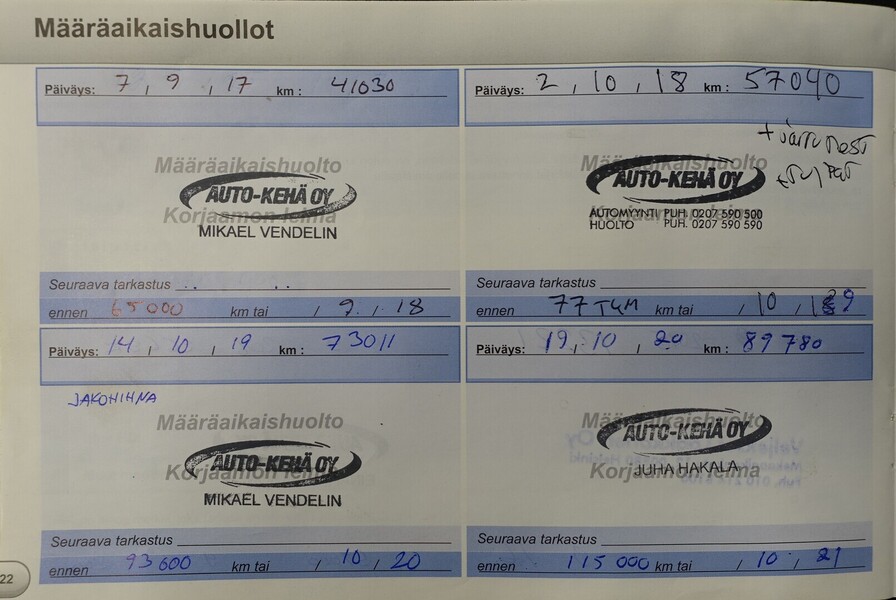 Määräaikaishuollot
Päiväys: 7 , 9 , 17 km : 41030
Määräaikaishuolto
AUTO-KEHÄ OY
Korjaamon leima
MIKAEL VENDELIN
Seuraava tarkastus
ennen 65000 km tai / 9 . / . 18
Päiväys: 2 , 10 , 18 km : 57040
+ jarrunest
Määräaikaishuolto
AUTO-KEHÄ OY
AUTOMYYNTI PUH. 0207 590 500
HUOLTO PUH. 0207 590 590
Seuraava tarkastus
ennen 77 TKM km tai / 10 , 19
Päiväys: 14 , 10 , 19 km : 73011
JAKOHIHNA
Määräaikaishuolto
AUTO-KEHÄ OY
Korjaamon leima
MIKAEL VENDELIN
Seuraava tarkastus
ennen 93 600 km tai / 10 , 20
Päiväys: 19 , 10 , 20 km : 89780
Määräaikaishuolto
AUTO-KEHÄ OY
Korjaamon leima
JUHA HAKALA
Seuraava tarkastus
ennen 115 000 km tai / 10 , 21
22